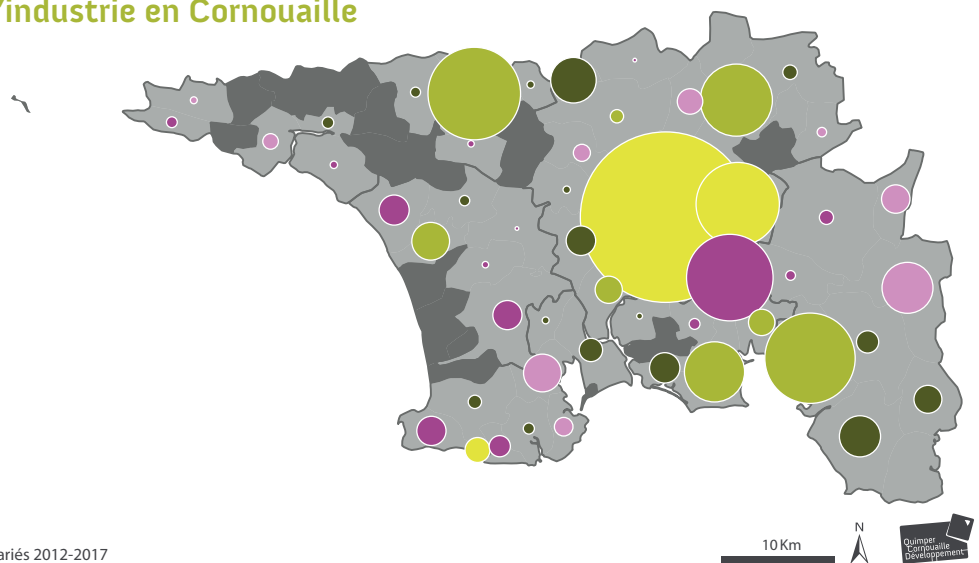 'industrie en Cornouaille
ariés 2012-2017
10 Km
N
Quimper
Cornouaille
Développement